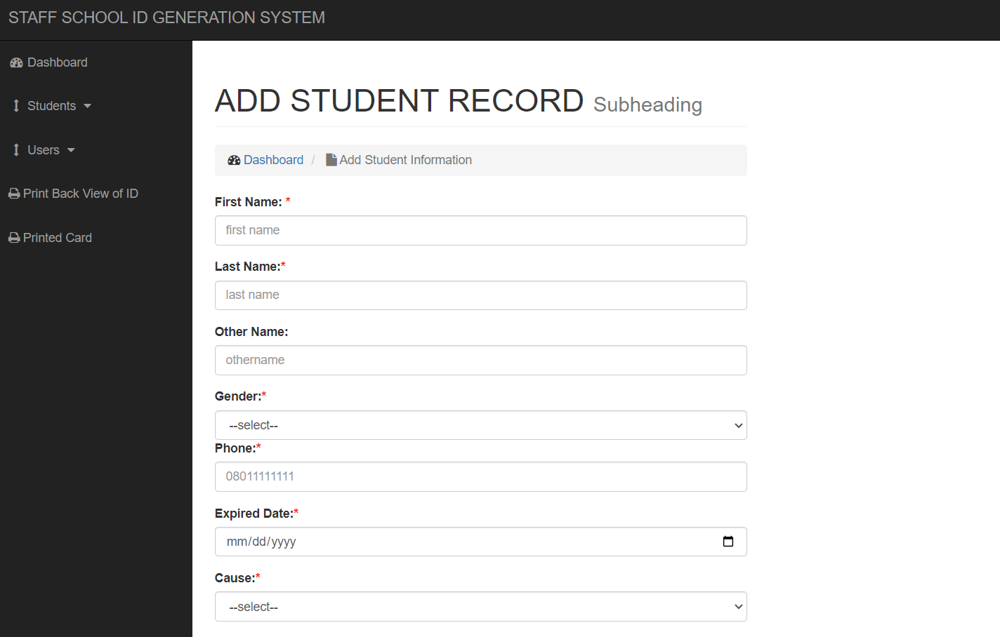 STAFF SCHOOL ID GENERATION SYSTEM
Dashboard
Students
Users
Print Back View of ID
Printed Card
ADD STUDENT RECORD Subheading
Dashboard / Add Student Information
First Name: *
first name
Last Name:*
last name
Other Name:
othername
Gender:*
--select--
Phone:*
08011111111
Expired Date:*
mm/dd/yyyy
Cause:*
--select--